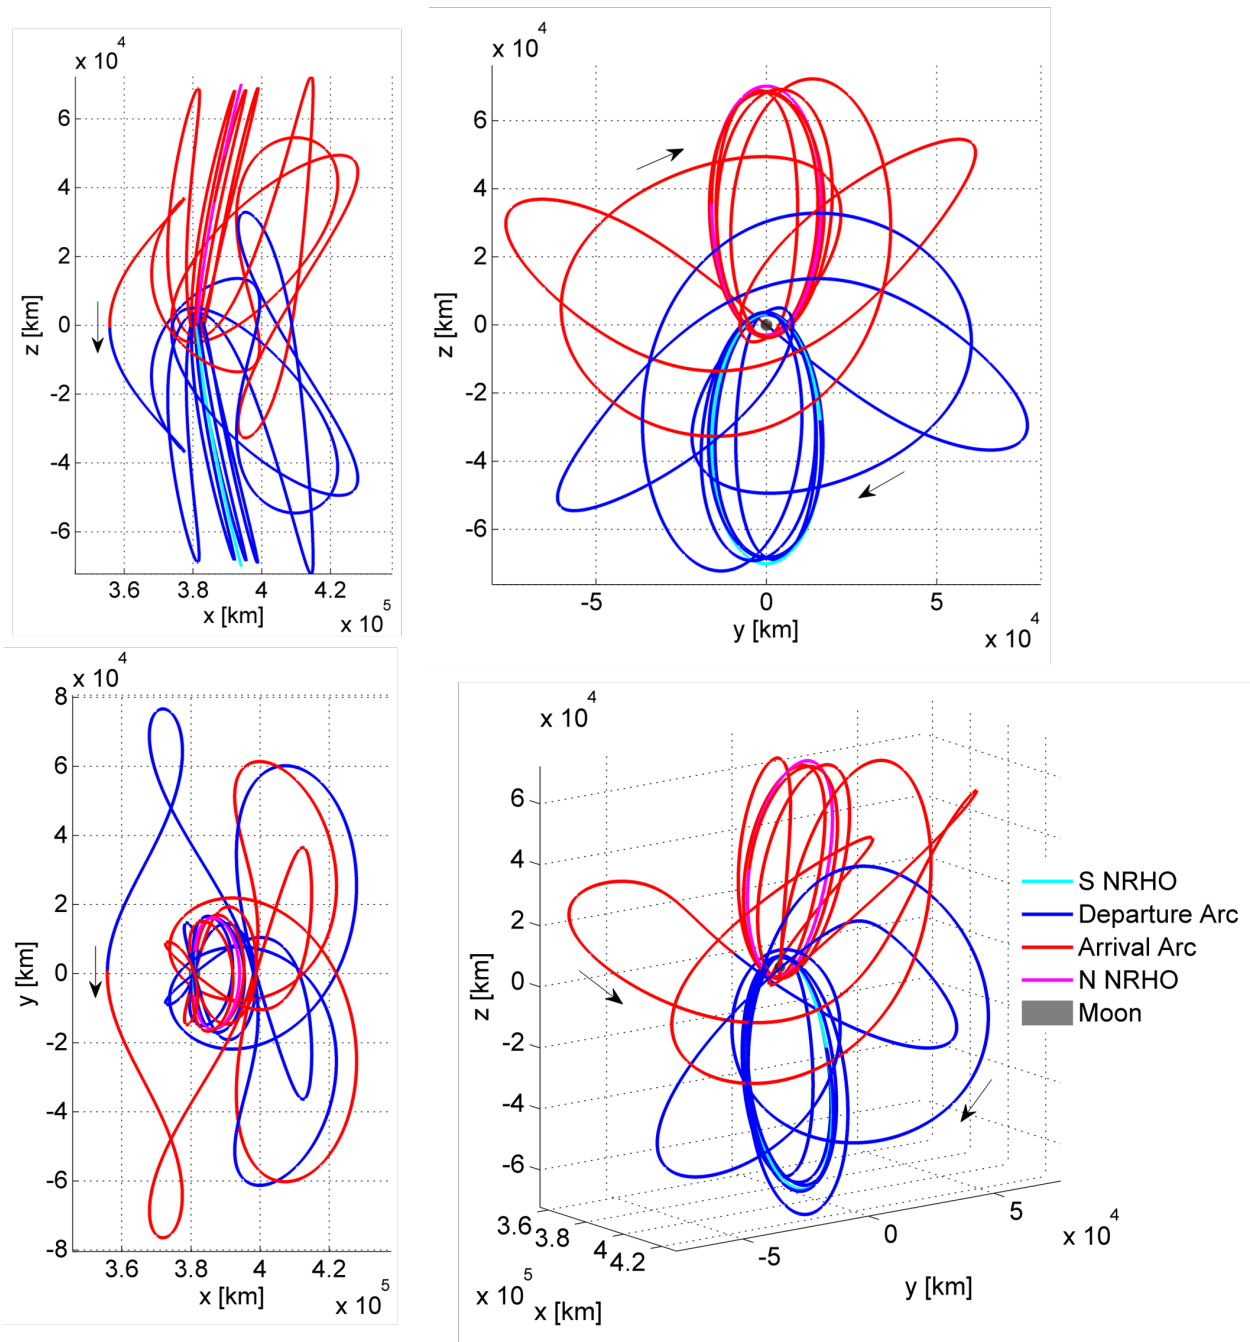 x 10^4
6
4
2
0
-2
-4
-6
z [km]
3.6 3.8 4 4.2
x [km]
x 10^5
x 10^4
6
4
2
0
-2
-4
-6
z [km]
-5 0 5
y [km]
x 10^4
x 10^4
8
6
4
2
0
-2
-4
-6
-8
y [km]
3.6 3.8 4 4.2
x [km]
x 10^5
x 10^4
6
4
2
0
-2
-4
-6
z [km]
3.6 3.8 4 4.2
x 10^5
x [km]
-5 0 5
x 10^4
y [km]
S NRHO
Departure Arc
Arrival Arc
N NRHO
Moon